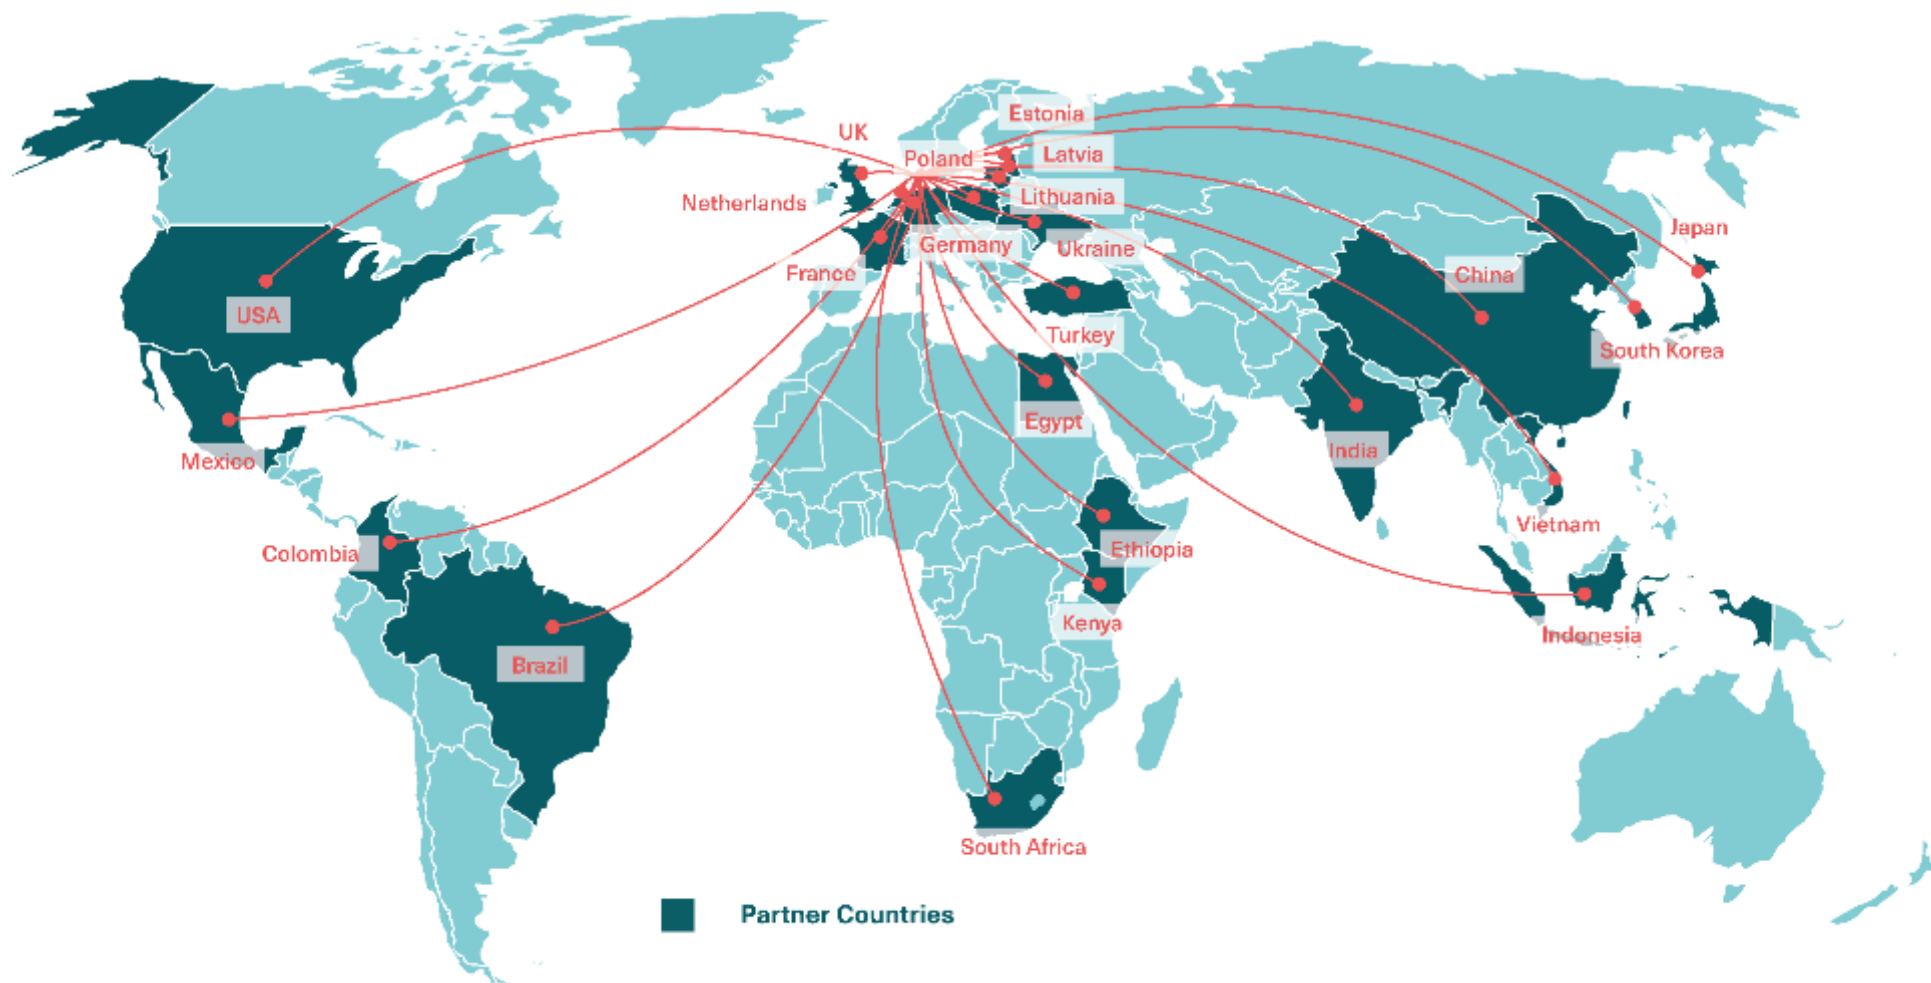 Estonia
UK
Poland
Latvia
Netherlands
Lithuania
Japan
Germany
Ukraine
France
China
USA
Turkey
South Korea
Egypt
India
Mexico
Vietnam
Colombia
Ethiopia
Kenya
Indonesia
Brazil
South Africa
Partner Countries